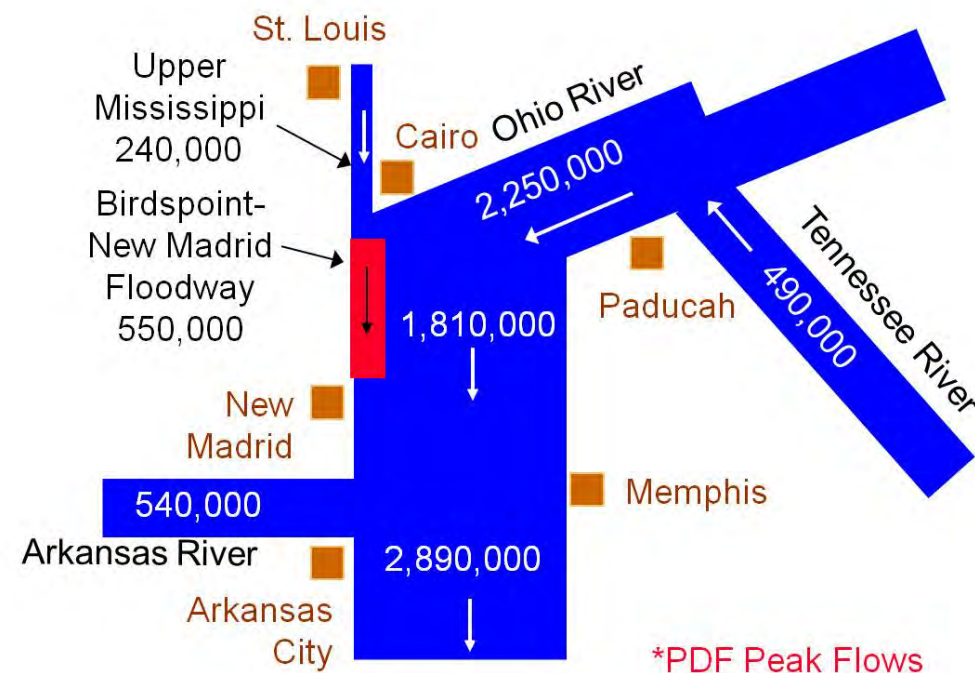 St. Louis
Upper
Mississippi
240,000
Cairo
Ohio River
2,250,000
Birdspoint-
New Madrid
Floodway
550,000
1,810,000
Paducah
Tennessee River
490,000
New
Madrid
Memphis
540,000
Arkansas River
2,890,000
Arkansas
City
*PDF Peak Flows